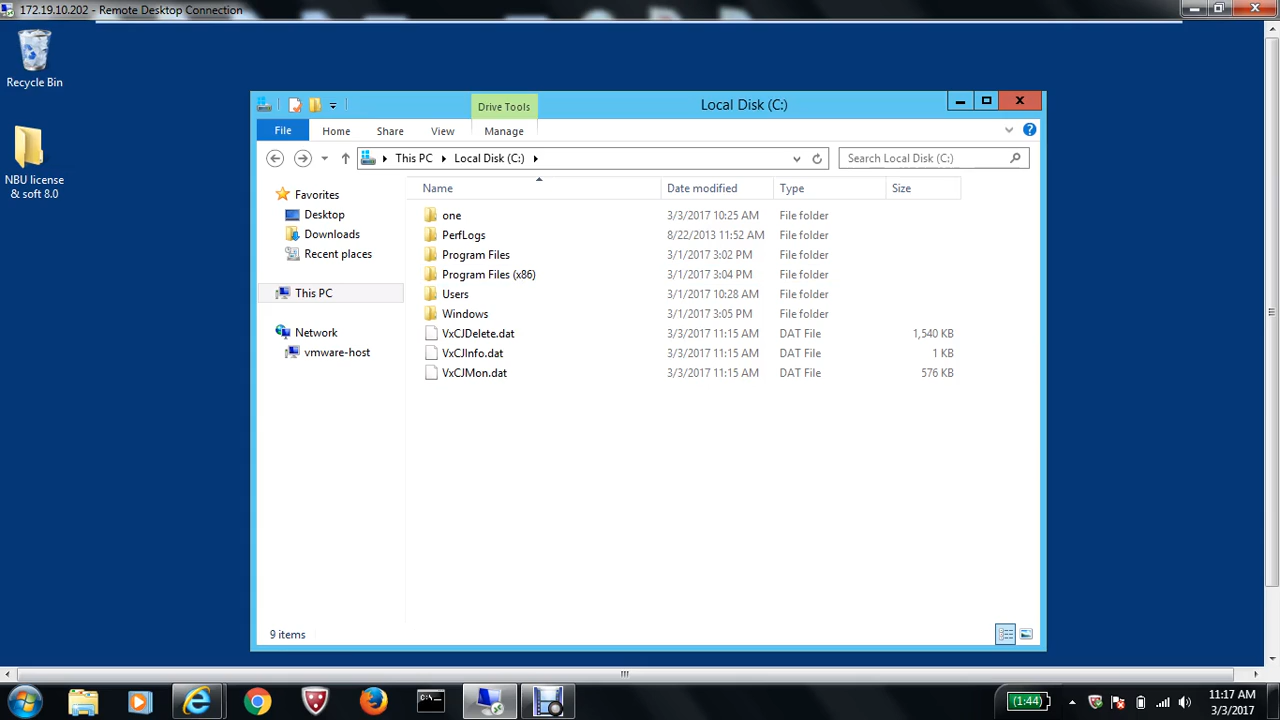 172.19.10.202 - Remote Desktop Connection
Recycle Bin
NBU license
& soft 8.0
Drive Tools
Local Disk (C:)
File
Home
Share
View
Manage
This PC
Local Disk (C:)
Search Local Disk (C:)
Name
Date modified
Type
Size
Favorites
Desktop
Downloads
Recent places
This PC
Network
vmware-host
one 3/3/2017 10:25 AM File folder
PerfLogs 8/22/2013 11:52 AM File folder
Program Files 3/1/2017 3:02 PM File folder
Program Files (x86) 3/1/2017 3:04 PM File folder
Users 3/1/2017 10:28 AM File folder
Windows 3/1/2017 3:05 PM File folder
VxCJDelete.dat 3/3/2017 11:15 AM DAT File 1,540 KB
VxCJInfo.dat 3/3/2017 11:15 AM DAT File 1 KB
VxCJMon.dat 3/3/2017 11:15 AM DAT File 576 KB
9 items
(1:44)
11:17 AM
3/3/2017